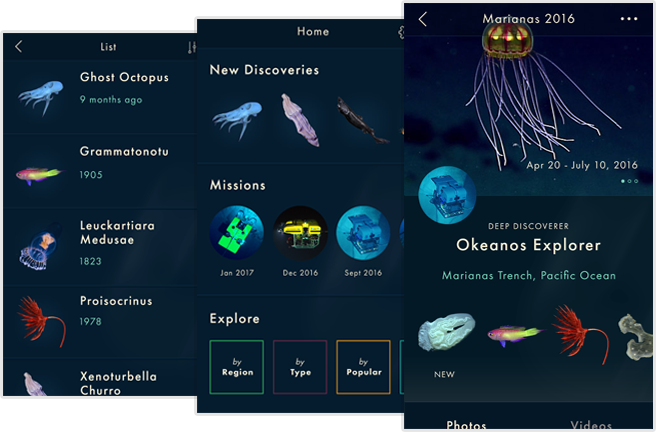 List
Ghost Octopus
9 months ago
Grammatonotu
1905
Leuckartiara
Medusae
1823
Proisocrinus
1978
Xenoturbella
Churro
Home
New Discoveries
Missions
Jan 2017
Dec 2016
Sept 2016
Explore
by
Region
by
Type
by
Popular
Marianas 2016
Apr 20 - July 10, 2016
DEEP DISCOVERER
Okeanos Explorer
Marianas Trench, Pacific Ocean
NEW
Photos
Videos